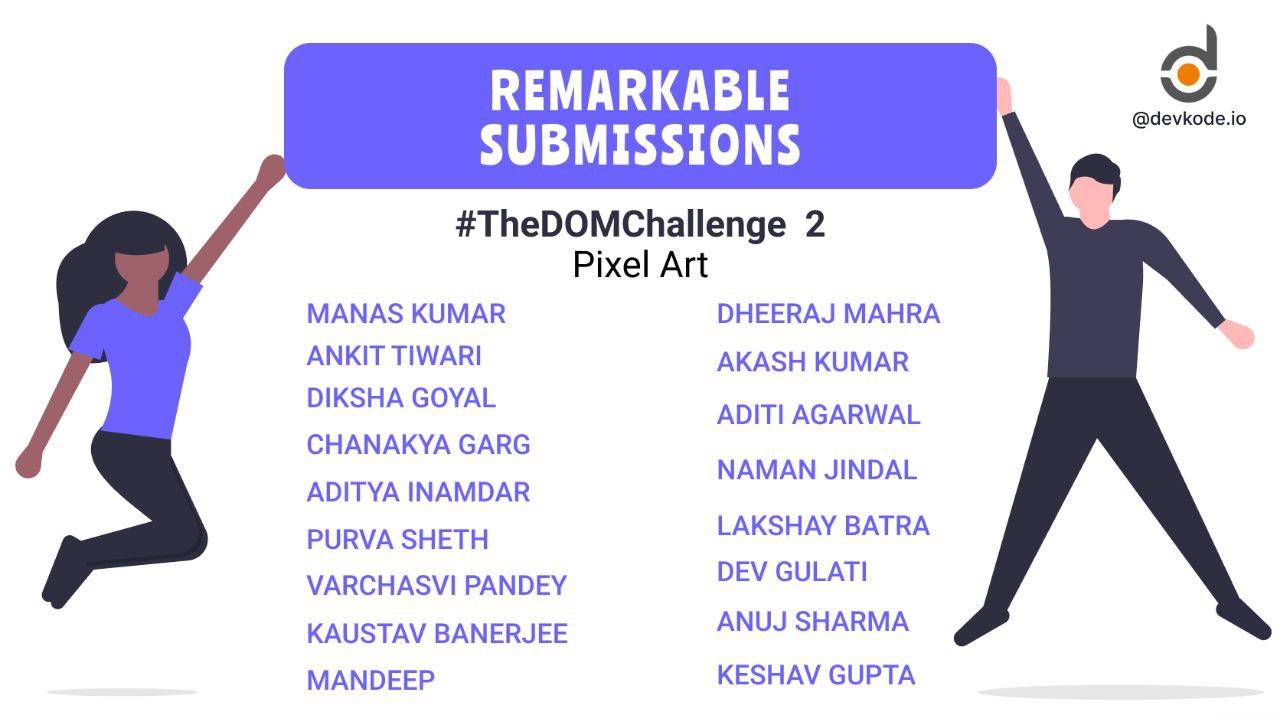 REMARKABLE
SUBMISSIONS
@devkode.io
#TheDOMChallenge 2
Pixel Art
MANAS KUMAR
ANKIT TIWARI
DIKSHA GOYAL
CHANAKYA GARG
ADITYA INAMDAR
PURVA SHETH
VARCHASVI PANDEY
KAUSTAV BANERJEE
MANDEEP
DHEERAJ MAHRA
AKASH KUMAR
ADITI AGARWAL
NAMAN JINDAL
LAKSHAY BATRA
DEV GULATI
ANUJ SHARMA
KESHAV GUPTA